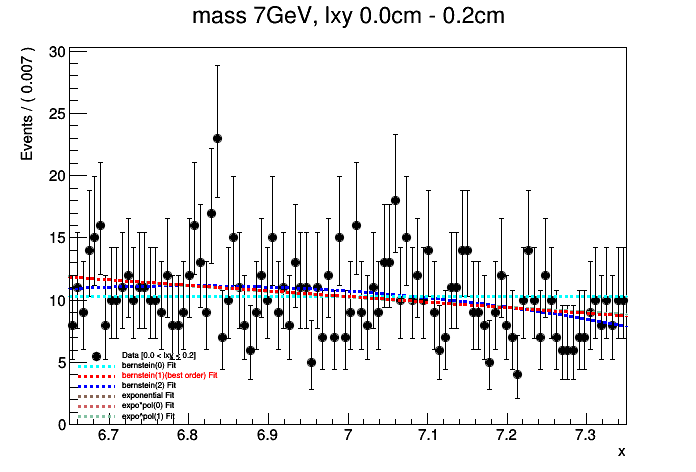 mass 7GeV, lxy 0.0cm - 0.2cm
Events / ( 0.007 )
30
25
20
15
10
5
0
Data [0.0 < lxy < 0.2]
bernstein(0) Fit
bernstein(1)(best order) Fit
bernstein(2) Fit
exponential Fit
expo*pol(0) Fit
expo*pol(1) Fit
6.7 6.8 6.9 7 7.1 7.2 7.3
x